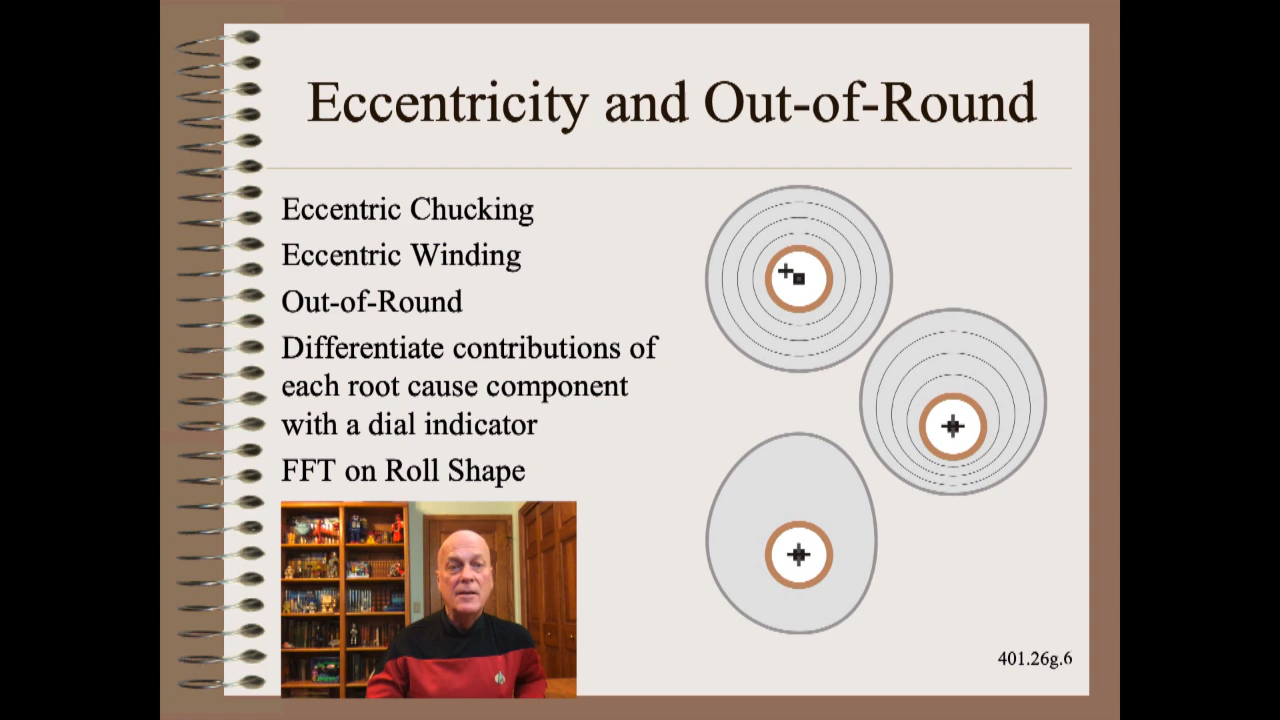 Eccentricity and Out-of-Round
Eccentric Chucking
Eccentric Winding
Out-of-Round
Differentiate contributions of
each root cause component
with a dial indicator
FFT on Roll Shape
401.26g.6